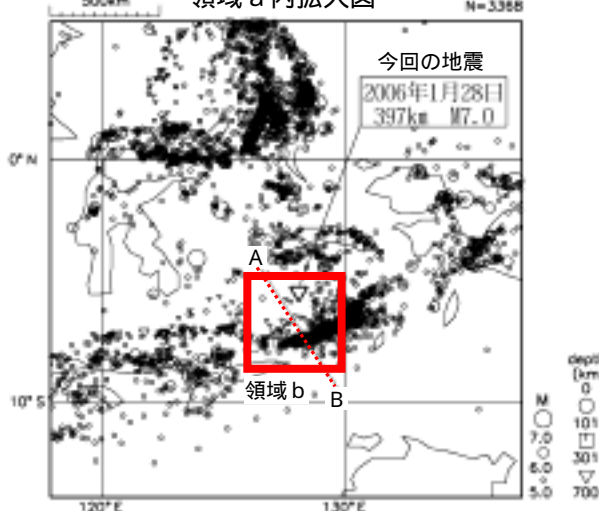 500km
領域a内拡大図
N=3368
今回の地震
2006年1月28日
397km M7.0
0° N
A
領域b
B
10° S
120°E
130°E
M
7.0
6.0
5.0
depth
[km]
0
101
301
700